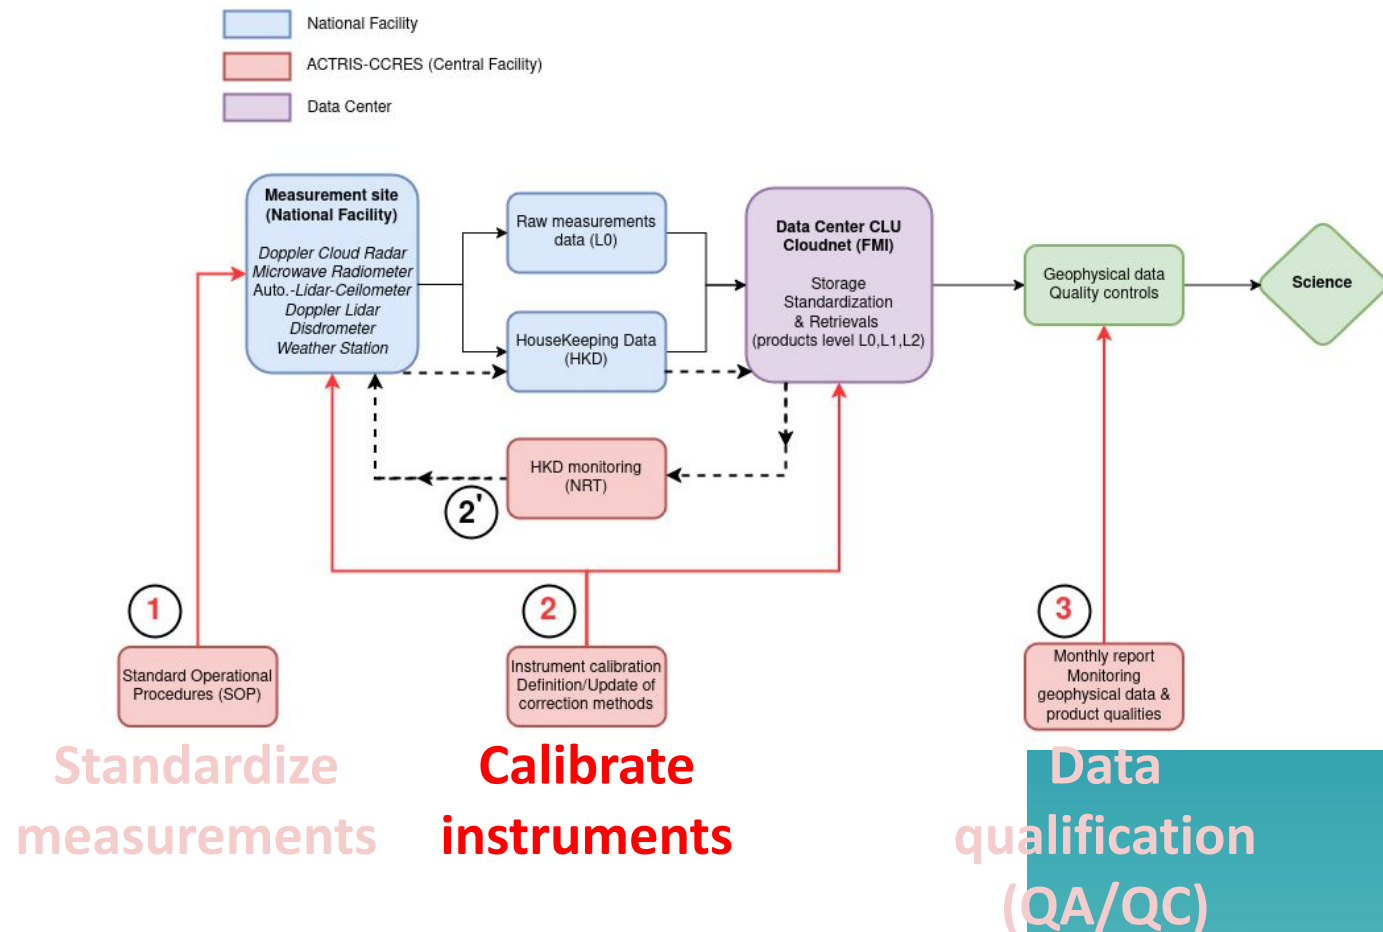 National Facility
ACTRIS-CCRES (Central Facility)
Data Center
Measurement site
(National Facility)
Doppler Cloud Radar
Microwave Radiometer
Auto.-Lidar-Ceilometer
Doppler Lidar
Disdrometer
Weather Station
Raw measurements
data (L0)
HouseKeeping Data
(HKD)
Data Center CLU
Cloudnet (FMI)
Storage
Standardization
& Retrievals
(products level L0,L1,L2)
Geophysical data
Quality controls
Science
HKD monitoring
(NRT)
2'
1
2
3
Standard Operational
Procedures (SOP)
Instrument calibration
Definition/Update of
correction methods
Monthly report
Monitoring
geophysical data &
product qualities
Standardize
measurements
Calibrate
instruments
Data
qualification
(QA/QC)